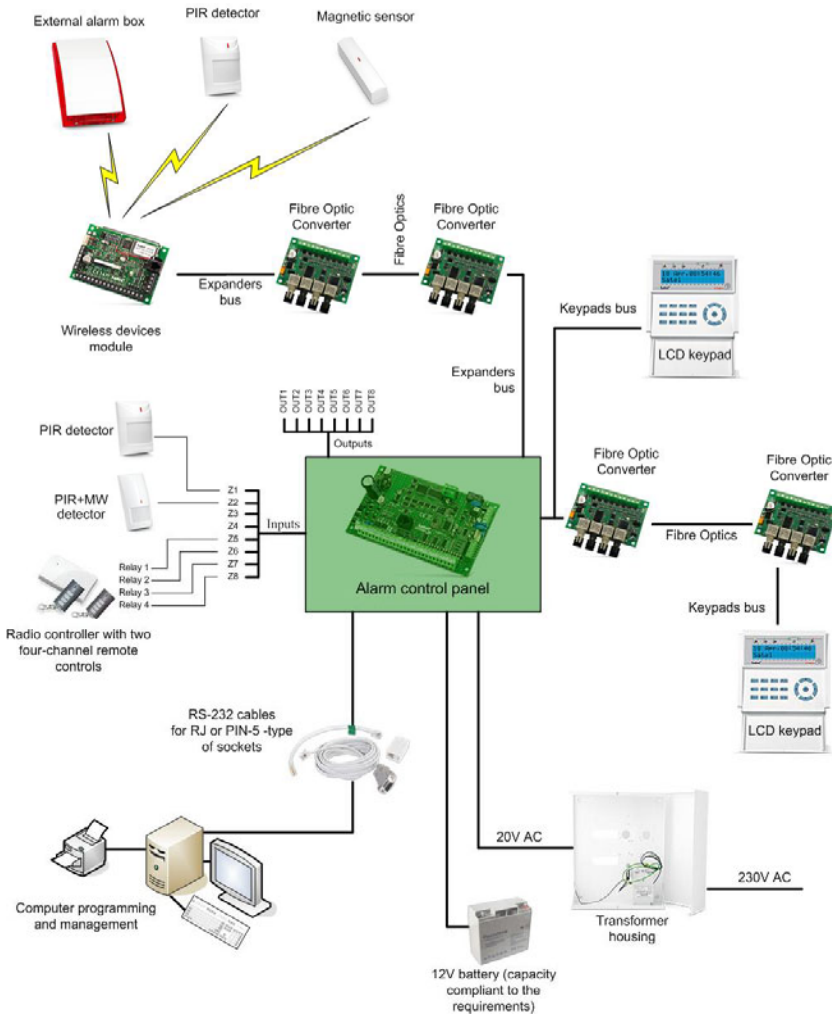 External alarm box
PIR detector
Magnetic sensor
Fibre Optic
Converter
Fibre Optics
Fibre Optic
Converter
Expanders
bus
Wireless devices
module
Keypads bus
LCD keypad
Expanders
bus
OUT1
OUT2
OUT3
OUT4
OUT5
OUT6
OUT7
OUT8
Outputs
PIR detector
PIR+MW
detector
Z1
Z2
Z3
Z4
Z5
Z6
Z7
Z8
Inputs
Relay 1
Relay 2
Relay 3
Relay 4
Radio controller with two
four-channel remote
controls
Alarm control panel
Fibre Optic
Converter
Fibre Optic
Converter
Fibre Optics
Keypads bus
LCD keypad
RS-232 cables
for RJ or PIN-5 -type
of sockets
Computer programming
and management
20V AC
230V AC
Transformer
housing
12V battery (capacity
compliant to the
requirements)